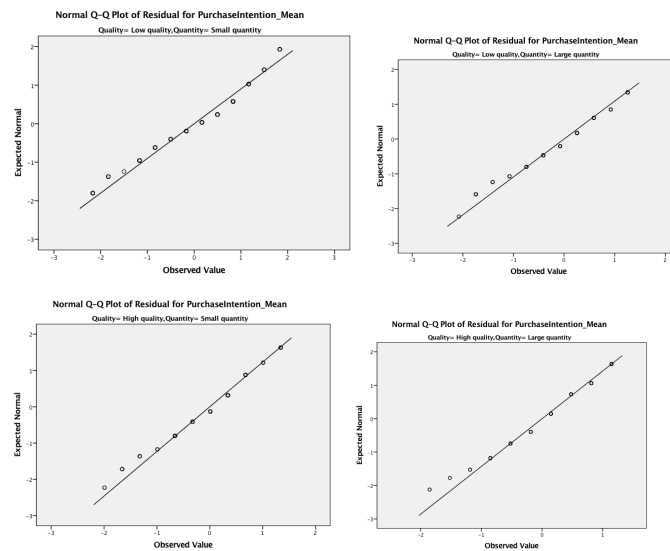 Normal Q-Q Plot of Residual for PurchaseIntention_Mean
Quality= Low quality,Quantity= Small quantity
2
1
0
-1
-2
-3
Expected Normal
-3
-2
-1
0
1
2
3
Observed Value
Normal Q-Q Plot of Residual for PurchaseIntention_Mean
Quality= Low quality,Quantity= Large quantity
2
1
0
-1
-2
-3
Expected Normal
-3
-2
-1
0
1
2
Observed Value
Normal Q-Q Plot of Residual for PurchaseIntention_Mean
Quality= High quality,Quantity= Small quantity
2
1
0
-1
-2
-3
Expected Normal
-3
-2
-1
0
1
2
Observed Value
Normal Q-Q Plot of Residual for PurchaseIntention_Mean
Quality= High quality,Quantity= Large quantity
2
1
0
-1
-2
-3
Expected Normal
-2
-1
0
1
Observed Value